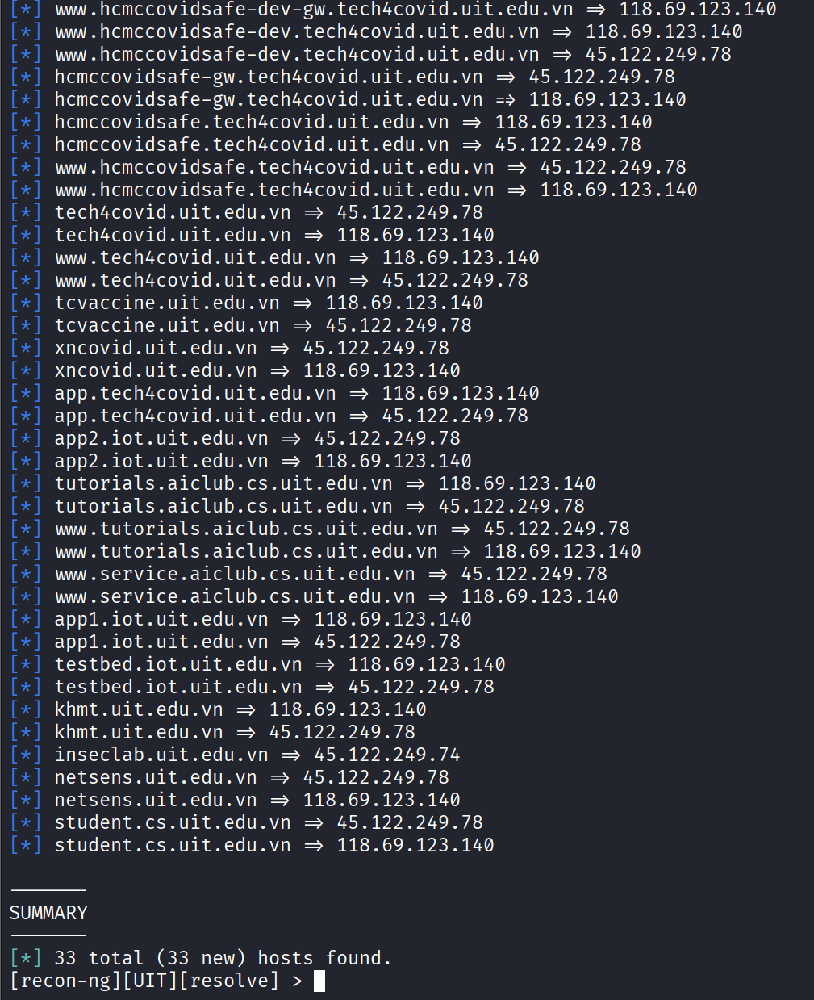 [*] www.hcmccovidsafe-dev-gw.tech4covid.uit.edu.vn => 118.69.123.140
[*] www.hcmccovidsafe-dev.tech4covid.uit.edu.vn => 118.69.123.140
[*] www.hcmccovidsafe-dev.tech4covid.uit.edu.vn => 45.122.249.78
[*] hcmccovidsafe-gw.tech4covid.uit.edu.vn => 45.122.249.78
[*] hcmccovidsafe-gw.tech4covid.uit.edu.vn => 118.69.123.140
[*] hcmccovidsafe.tech4covid.uit.edu.vn => 118.69.123.140
[*] hcmccovidsafe.tech4covid.uit.edu.vn => 45.122.249.78
[*] www.hcmccovidsafe.tech4covid.uit.edu.vn => 45.122.249.78
[*] www.hcmccovidsafe.tech4covid.uit.edu.vn => 118.69.123.140
[*] tech4covid.uit.edu.vn => 45.122.249.78
[*] tech4covid.uit.edu.vn => 118.69.123.140
[*] www.tech4covid.uit.edu.vn => 118.69.123.140
[*] www.tech4covid.uit.edu.vn => 45.122.249.78
[*] tcvaccine.uit.edu.vn => 118.69.123.140
[*] tcvaccine.uit.edu.vn => 45.122.249.78
[*] xncovid.uit.edu.vn => 45.122.249.78
[*] xncovid.uit.edu.vn => 118.69.123.140
[*] app.tech4covid.uit.edu.vn => 118.69.123.140
[*] app.tech4covid.uit.edu.vn => 45.122.249.78
[*] app2.iot.uit.edu.vn => 45.122.249.78
[*] app2.iot.uit.edu.vn => 118.69.123.140
[*] tutorials.aiclub.cs.uit.edu.vn => 118.69.123.140
[*] tutorials.aiclub.cs.uit.edu.vn => 45.122.249.78
[*] www.tutorials.aiclub.cs.uit.edu.vn => 45.122.249.78
[*] www.tutorials.aiclub.cs.uit.edu.vn => 118.69.123.140
[*] www.service.aiclub.cs.uit.edu.vn => 45.122.249.78
[*] www.service.aiclub.cs.uit.edu.vn => 118.69.123.140
[*] app1.iot.uit.edu.vn => 118.69.123.140
[*] app1.iot.uit.edu.vn => 45.122.249.78
[*] testbed.iot.uit.edu.vn => 118.69.123.140
[*] testbed.iot.uit.edu.vn => 45.122.249.78
[*] khmt.uit.edu.vn => 118.69.123.140
[*] khmt.uit.edu.vn => 45.122.249.78
[*] inseclab.uit.edu.vn => 45.122.249.74
[*] netsens.uit.edu.vn => 45.122.249.78
[*] netsens.uit.edu.vn => 118.69.123.140
[*] student.cs.uit.edu.vn => 45.122.249.78
[*] student.cs.uit.edu.vn => 118.69.123.140
-------
SUMMARY
-------
[*] 33 total (33 new) hosts found.
[recon-ng][UIT][resolve] >